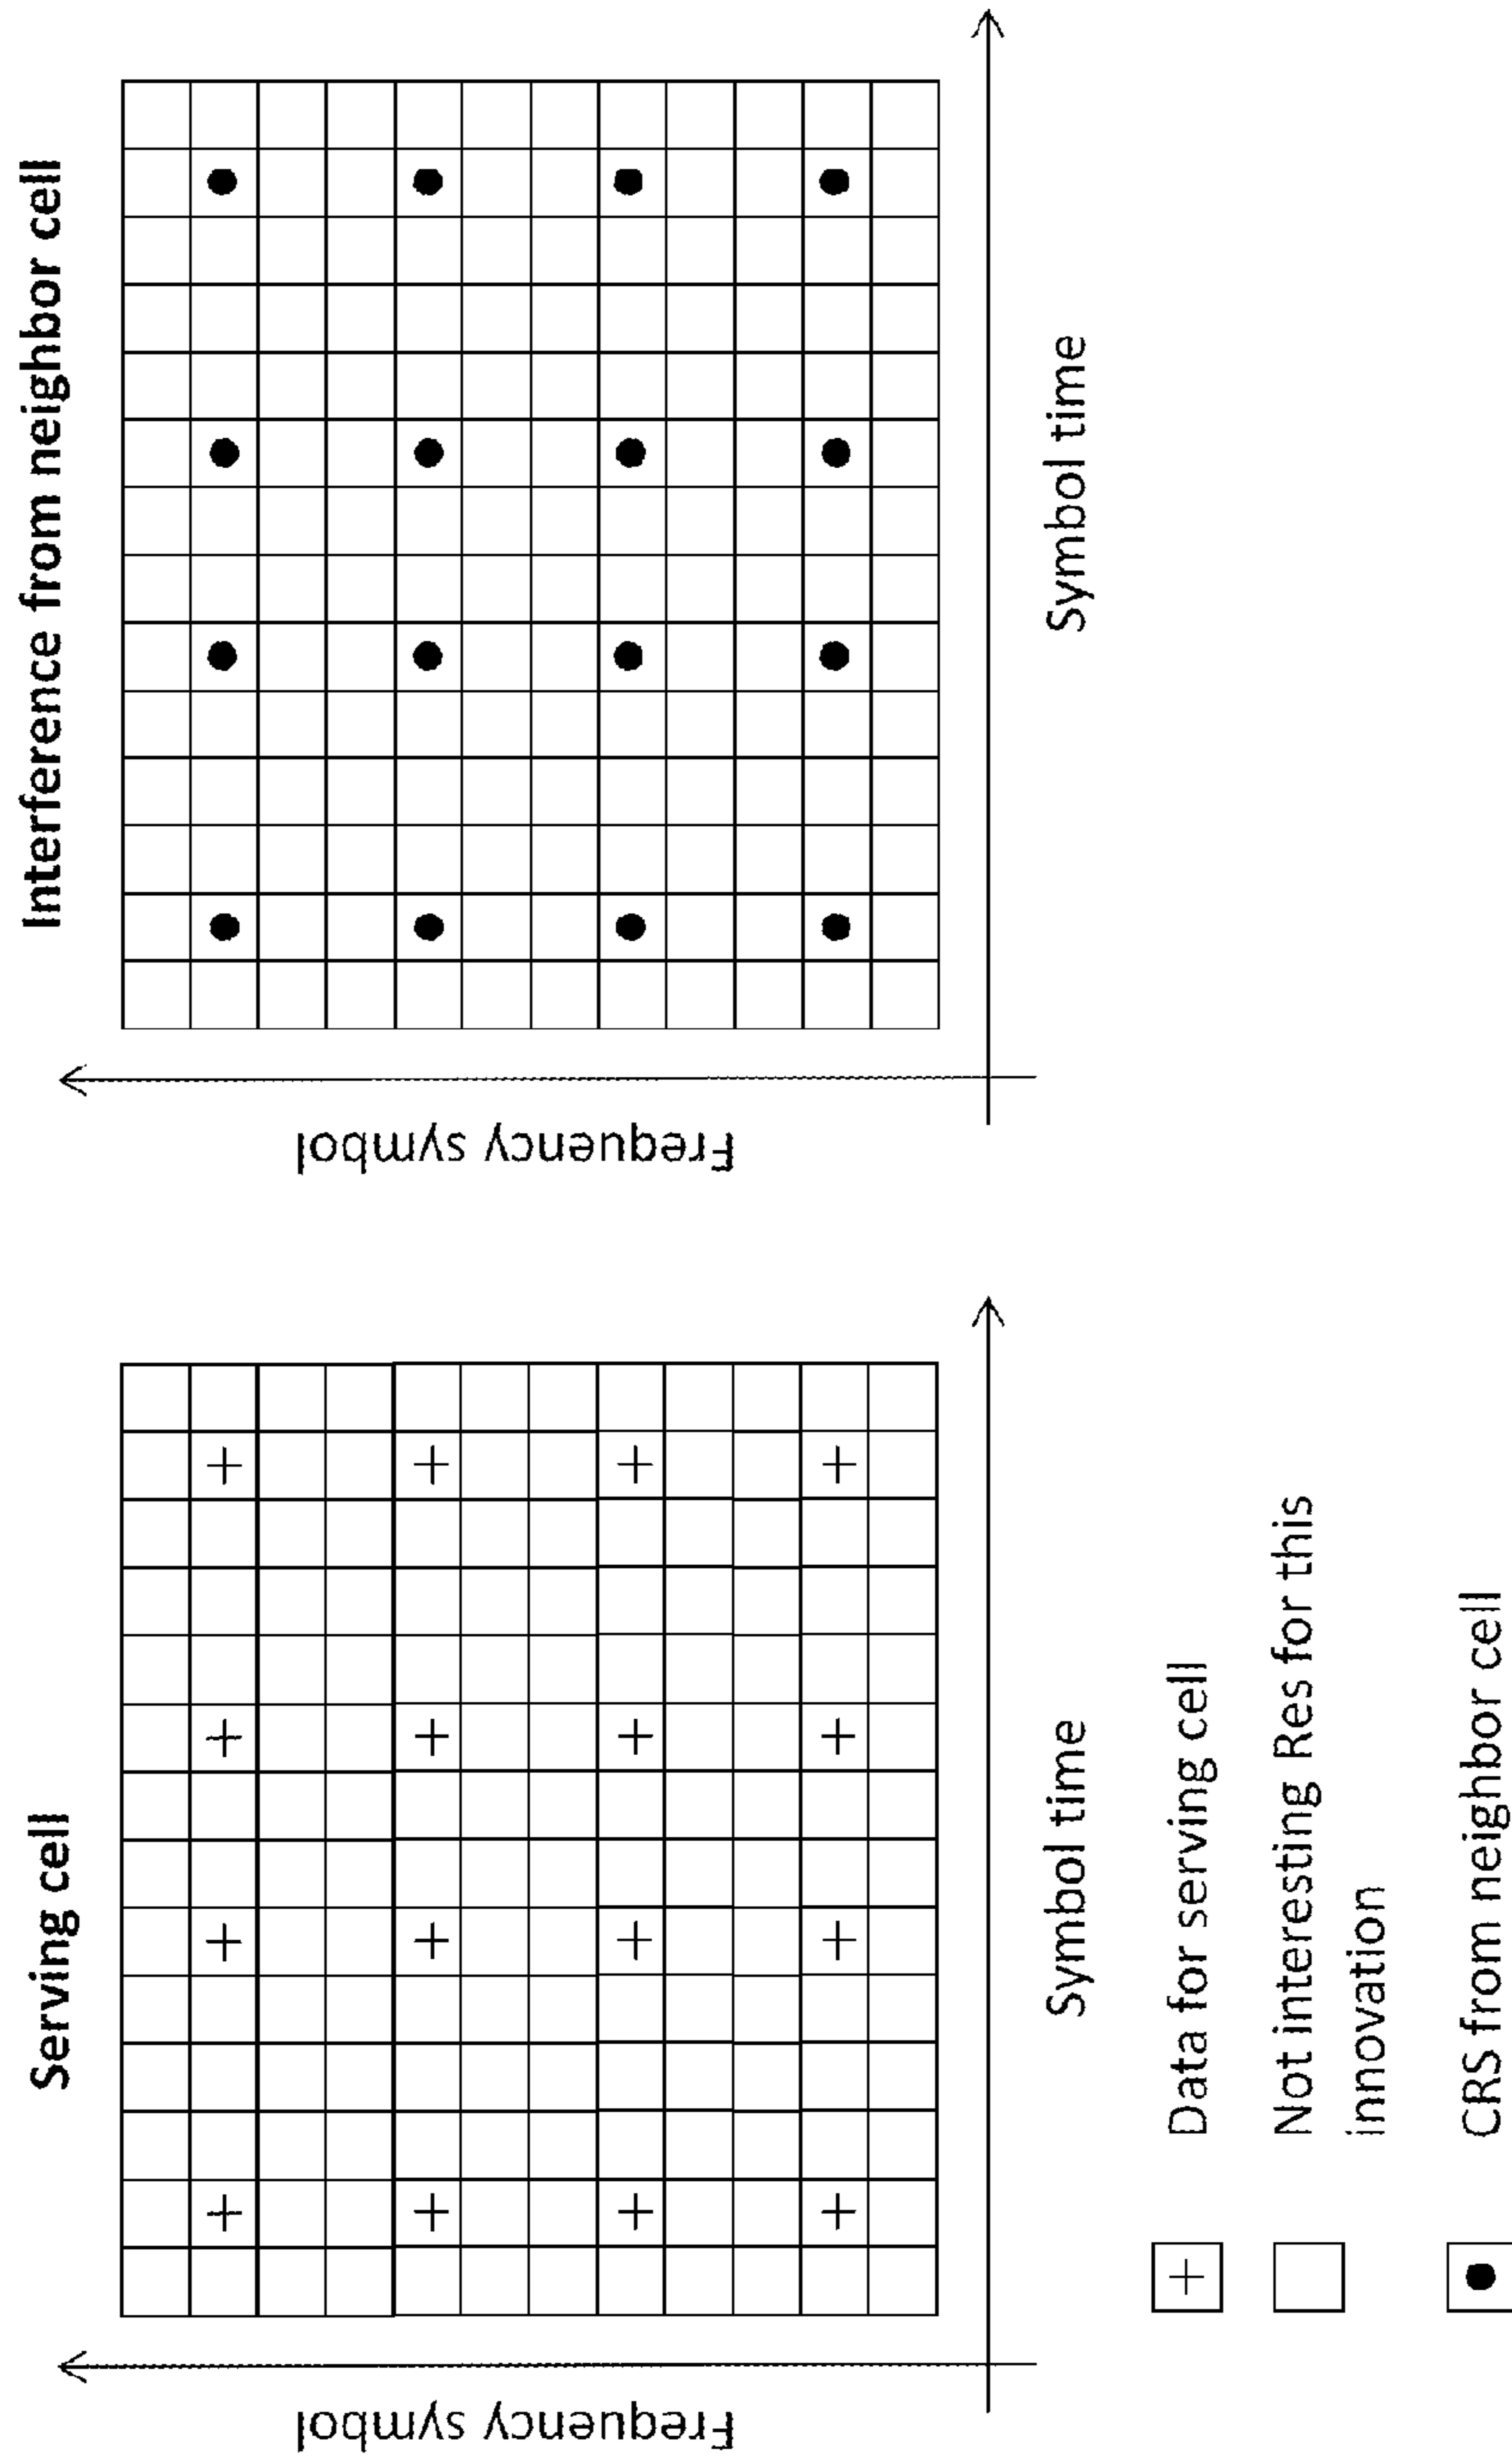 Serving cell
Interference from neighbor cell
Frequency symbol
Symbol time
Frequency symbol
Symbol time
Data for serving cell
Not interesting Res for this
innovation
CRS from neighbor cell